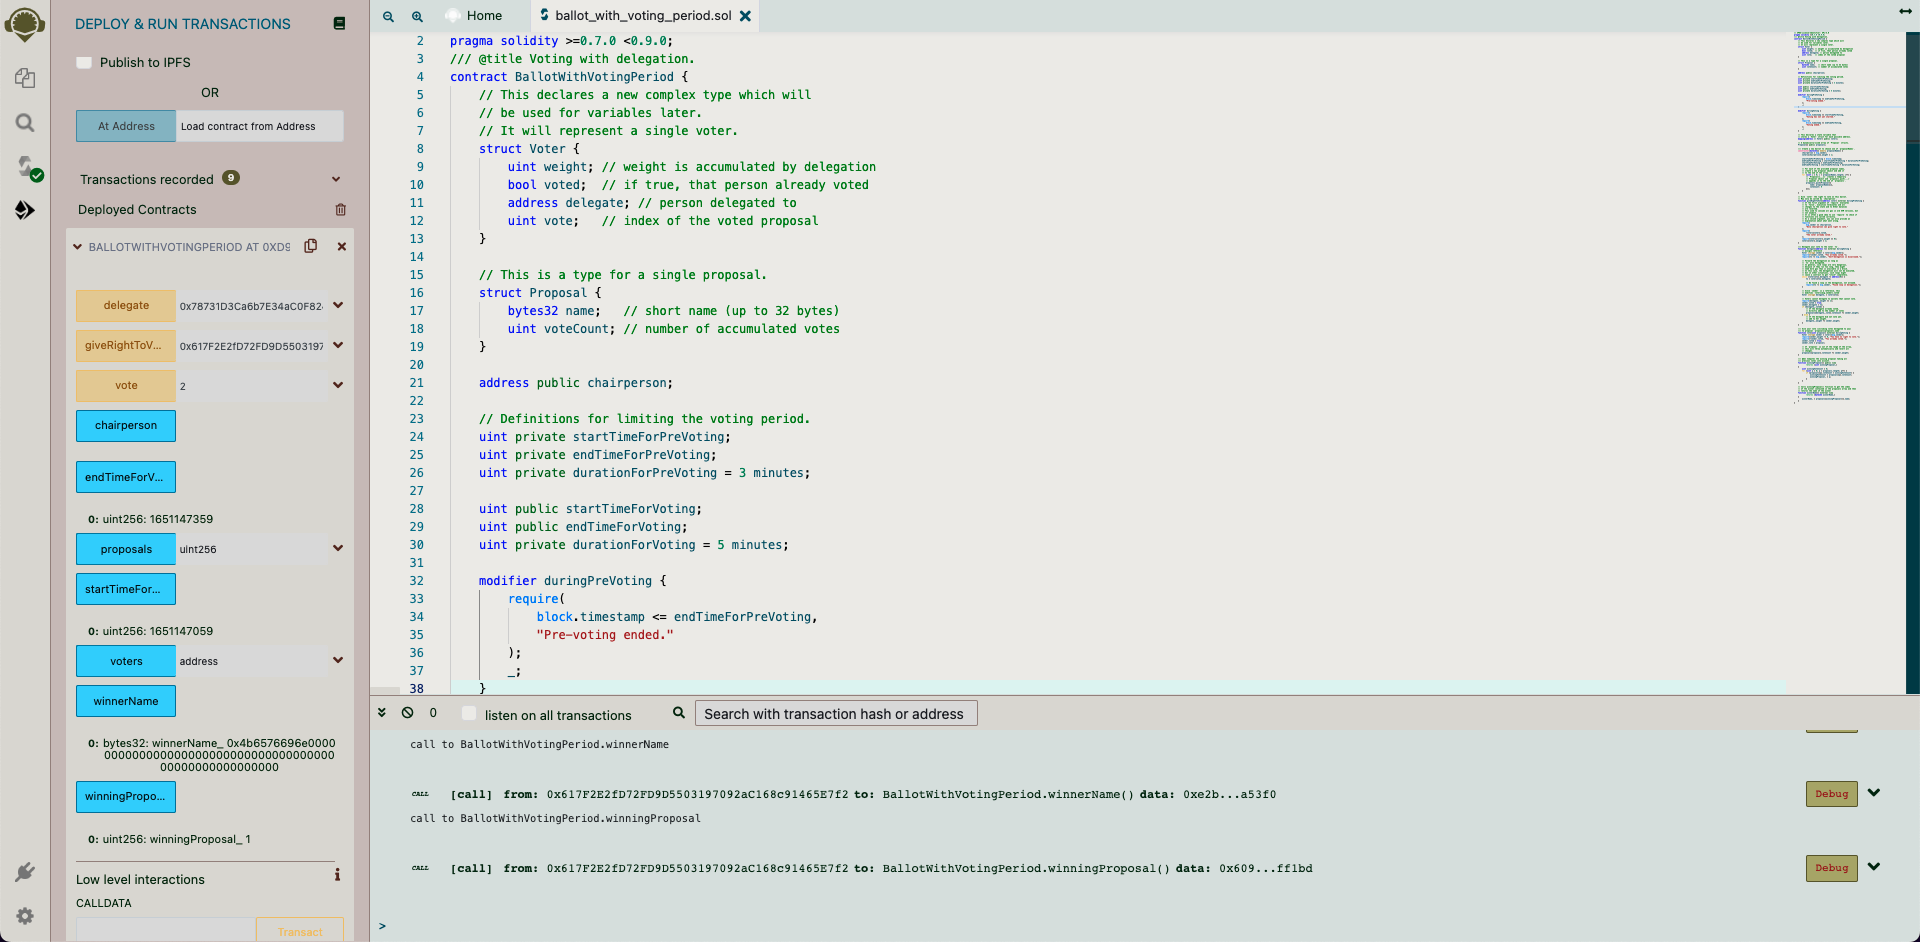 DEPLOY & RUN TRANSACTIONS
Publish to IPFS
OR
At Address Load contract from Address
Transactions recorded 9
Deployed Contracts
BALLOTWITHVOTINGPERIOD AT 0XD9
delegate 0x78731D3Ca6b7E34aC0F82
giveRightToV... 0x617F2E2fD72FD9D5503197
vote 2
chairperson
endTimeForV...
0: uint256: 1651147359
proposals uint256
startTimeFor...
0: uint256: 1651147059
voters address
winnerName
0: bytes32: winnerName_ 0x4b6576696e0000
0000000000000000000000000000000000
00000000000000000
winningPropo...
0: uint256: winningProposal_ 1
Low level interactions
CALLDATA
Transact
Home
ballot_with_voting_period.sol
2 pragma solidity >=0.7.0 <0.9.0;
3 /// @title Voting with delegation.
4 contract BallotWithVotingPeriod {
5 // This declares a new complex type which will
6 // be used for variables later.
7 // It will represent a single voter.
8 struct Voter {
9 uint weight; // weight is accumulated by delegation
10 bool voted; // if true, that person already voted
11 address delegate; // person delegated to
12 uint vote; // index of the voted proposal
13 }
14
15 // This is a type for a single proposal.
16 struct Proposal {
17 bytes32 name; // short name (up to 32 bytes)
18 uint voteCount; // number of accumulated votes
19 }
20
21 address public chairperson;
22
23 // Definitions for limiting the voting period.
24 uint private startTimeForPreVoting;
25 uint private endTimeForPreVoting;
26 uint private durationForPreVoting = 3 minutes;
27
28 uint public startTimeForVoting;
29 uint public endTimeForVoting;
30 uint private durationForVoting = 5 minutes;
31
32 modifier duringPreVoting {
33 require(
34 block.timestamp <= endTimeForPreVoting,
35 "Pre-voting ended."
36 );
37 _;
38 }
0 listen on all transactions Search with transaction hash or address
call to BallotWithVotingPeriod.winnerName
CALL [call] from: 0x617F2E2fD72FD9D5503197092aC168c91465E7f2 to: BallotWithVotingPeriod.winnerName() data: 0xe2b...a53f0 Debug
call to BallotWithVotingPeriod.winningProposal
CALL [call] from: 0x617F2E2fD72FD9D5503197092aC168c91465E7f2 to: BallotWithVotingPeriod.winningProposal() data: 0x609...ff1bd Debug
>